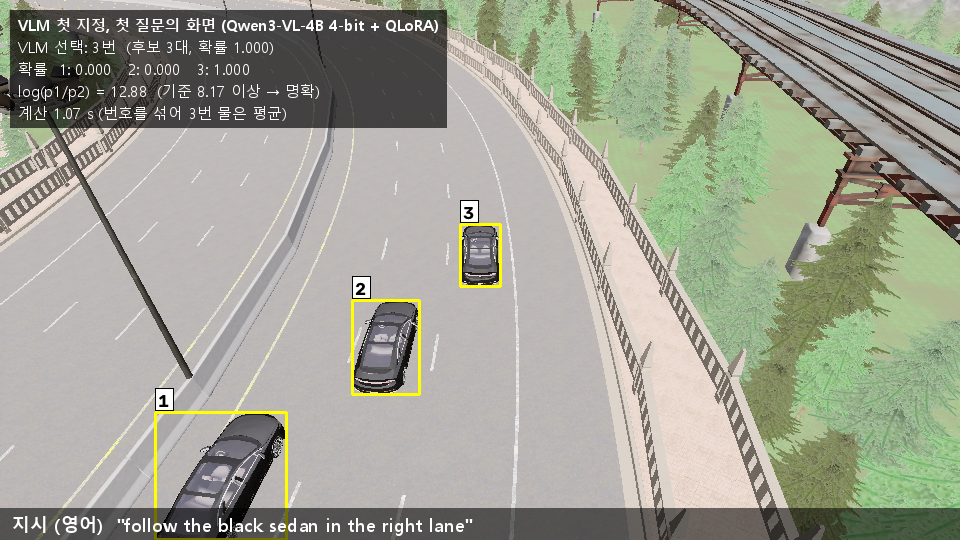 VLM 첫 지정, 첫 질문의 화면 (Qwen3-VL-4B 4-bit + QLoRA)
VLM 선택: 3번 (후보 3대, 확률 1.000)
확률 1: 0.000 2: 0.000 3: 1.000
log(p1/p2) = 12.88 (기준 8.17 이상 → 명확)
계산 1.07 s (번호를 섞어 3번 물은 평균)
3
2
1
지시 (영어) "follow the black sedan in the right lane"